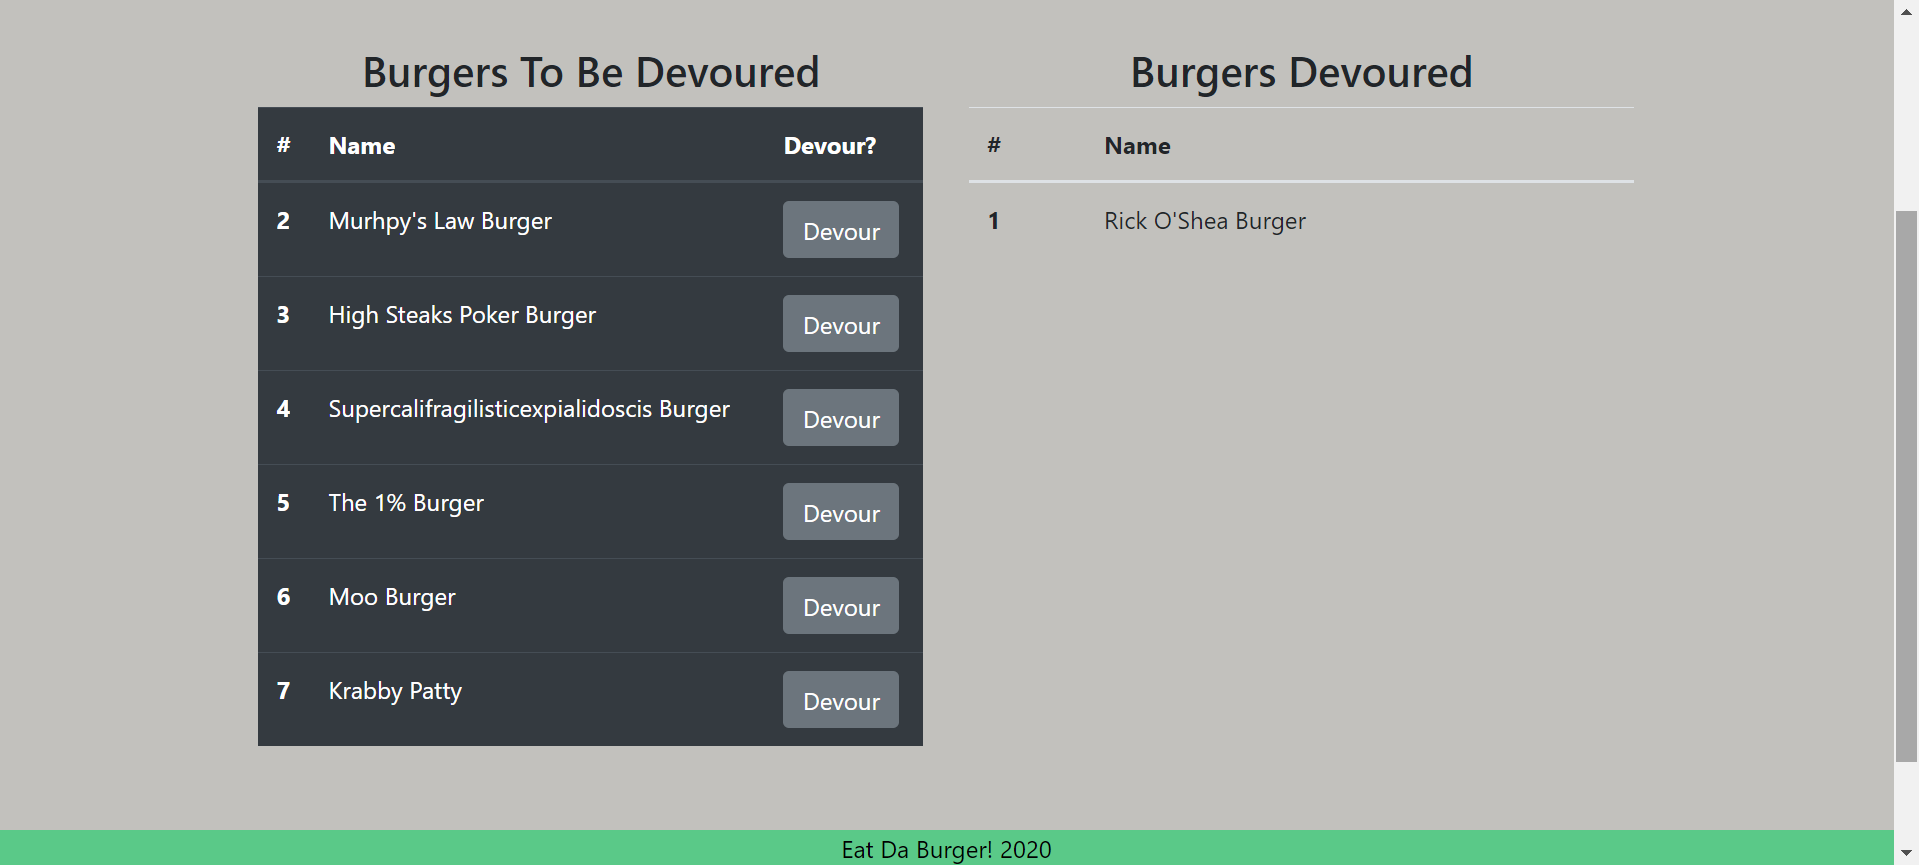 Burgers To Be Devoured
# Name Devour?
2 Murhpy's Law Burger Devour
3 High Steaks Poker Burger Devour
4 Supercalifragilisticexpialidoscis Burger Devour
5 The 1% Burger Devour
6 Moo Burger Devour
7 Krabby Patty Devour
Burgers Devoured
# Name
1 Rick O'Shea Burger
Eat Da Burger! 2020